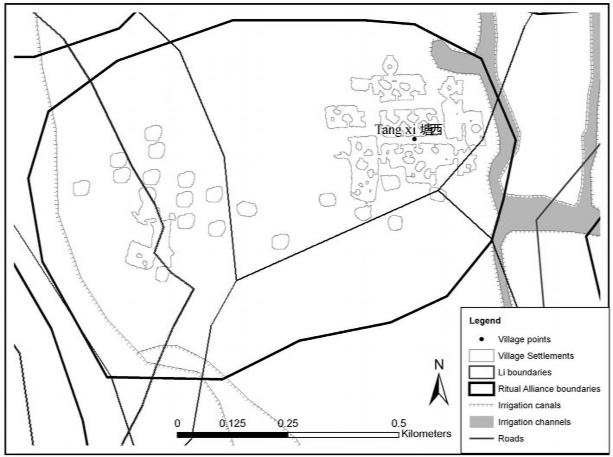 Tang xi 塘西
Legend
Village points
Village Settlements
Li boundaries
Ritual Alliance boundaries
Irrigation canals
Irrigation channels
Roads
N
0 0.125 0.25 0.5
Kilometers